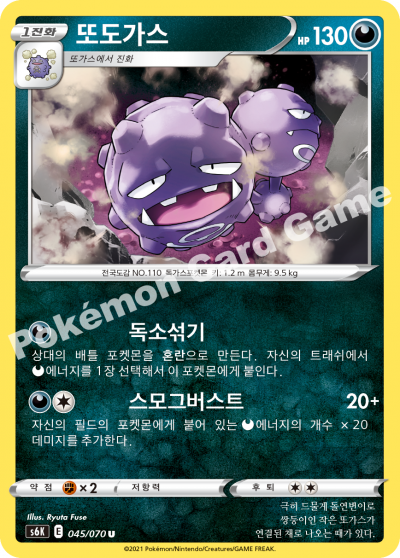 1진화
또도가스
HP 130
또가스에서 진화
전국도감 NO.110 독가스포켓몬 키: 1.2 m 몸무게: 9.5 kg
Pokémon Card Game
독소섞기
상대의 배틀 포켓몬을 혼란으로 만든다. 자신의 트래쉬에서
에너지를 1장 선택해서 이 포켓몬에게 붙인다.
스모그버스트 20+
자신의 필드의 포켓몬에게 붙어 있는 에너지의 개수 ×20
데미지를 추가한다.
약점 ×2 저항력 후퇴
Illus. Ryuta Fuse
s6K E 045/070 U
극히 드물게 돌연변이로
쌍둥이인 작은 또가스가
연결된 채로 나오는 때가 있다.
©2021 Pokémon/Nintendo/Creatures/GAME FREAK.